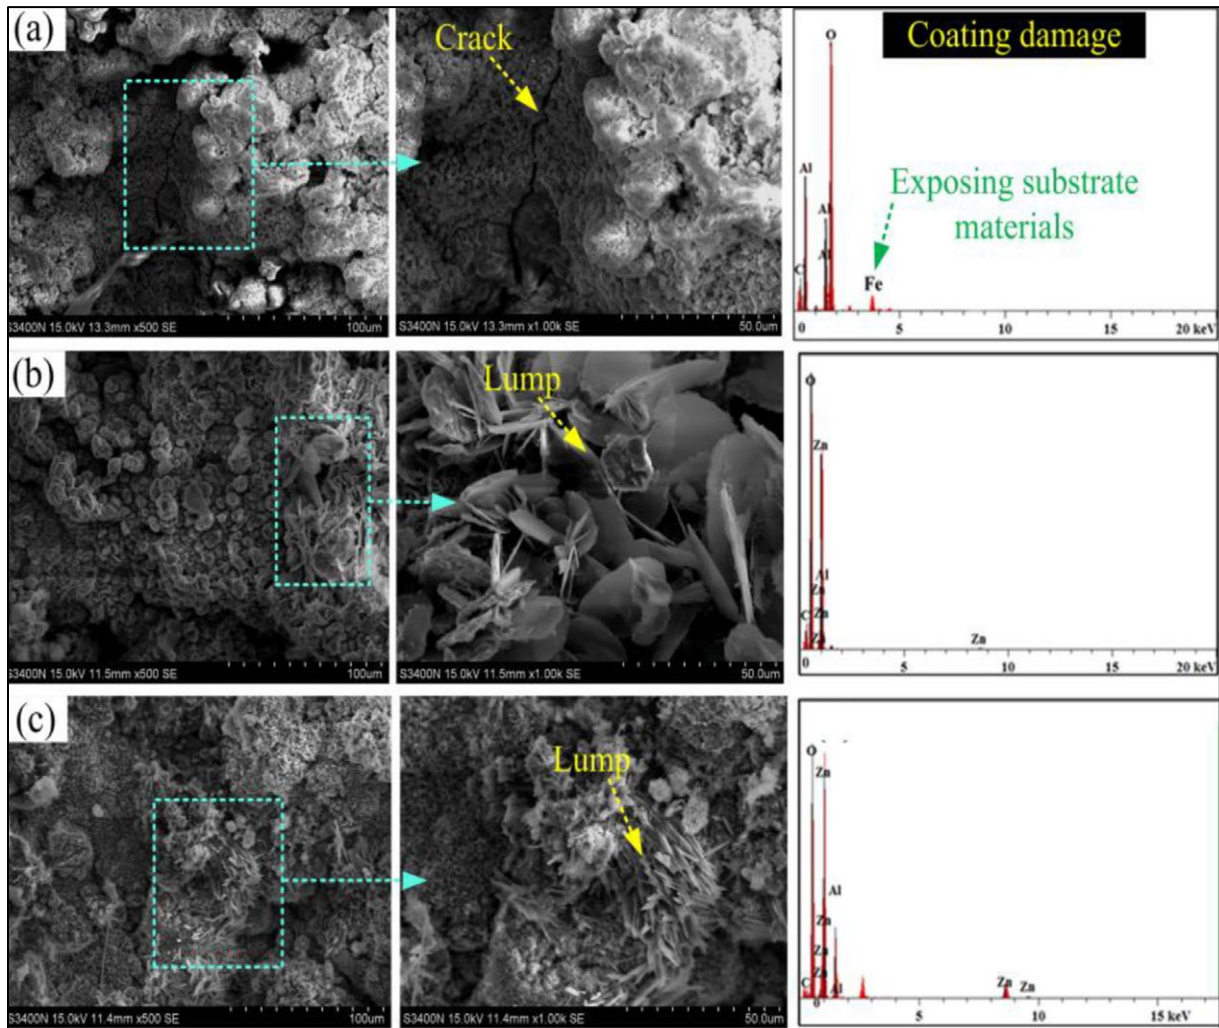 (a)
Crack
S3400N 15.0kV 13.3mm x500 SE
100um
S3400N 15.0kV 13.3mm x1.00k SE
50.0um
Coating damage
Exposing substrate
materials
O
Al
Al
Al
C
Fe
0
5
10
15
20 keV
(b)
Lump
S3400N 15.0kV 11.5mm x500 SE
100um
S3400N 15.0kV 11.5mm x1.00k SE
50.0um
O
Zn
Al
Zn
C
Zn
Zn
Zn
0
5
10
15
20 keV
(c)
Lump
S3400N 15.0kV 11.4mm x500 SE
100um
S3400N 15.0kV 11.4mm x1.00k SE
50.0um
O
Zn
Al
Zn
Zn
C
Zn
Al
Zn
Zn
0
5
10
15 keV